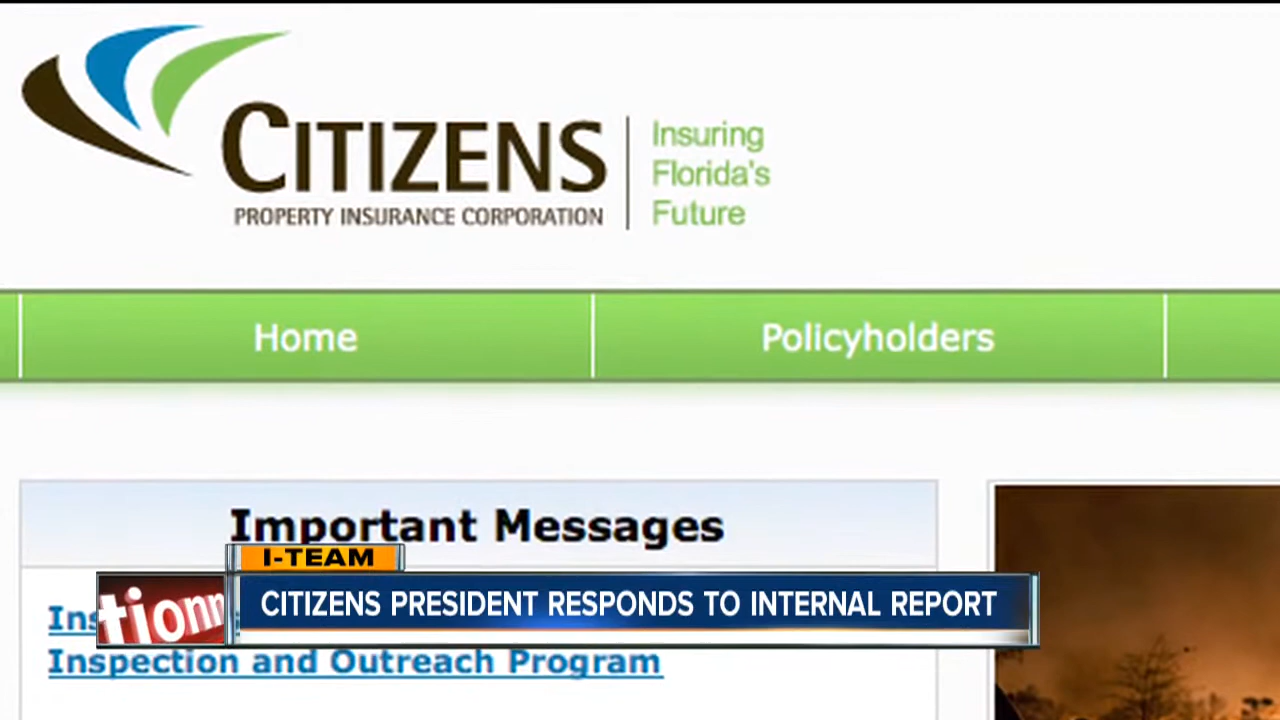 CITIZENS
PROPERTY INSURANCE CORPORATION
Insuring
Florida's
Future
Home
Policyholders
Important Messages
Inspection and Outreach Program
I-TEAM
CITIZENS PRESIDENT RESPONDS TO INTERNAL REPORT